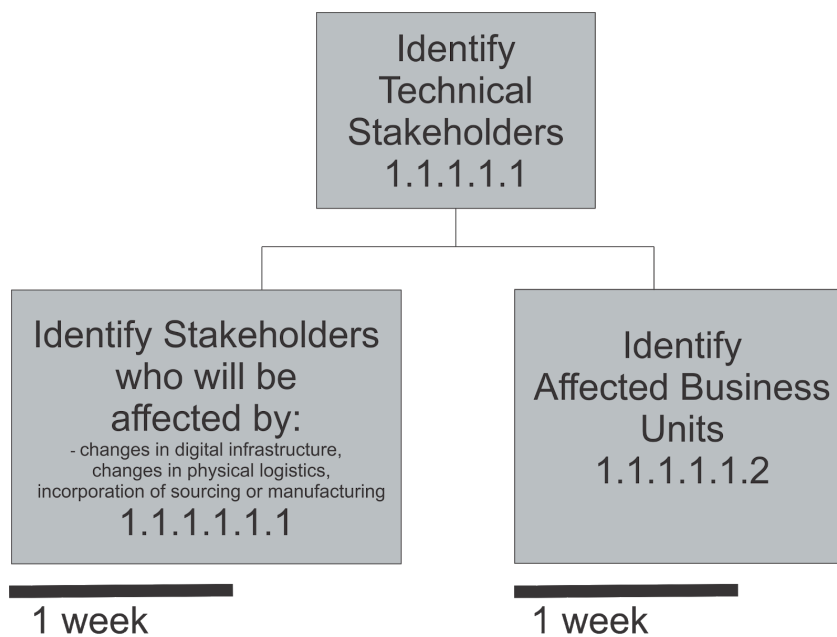 Identify
Technical
Stakeholders
1.1.1.1.1
Identify Stakeholders
who will be
affected by:
- changes in digital infrastructure,
changes in physical logistics,
incorporation of sourcing or manufacturing
1.1.1.1.1.1
1 week
Identify
Affected Business
Units
1.1.1.1.1.2
1 week